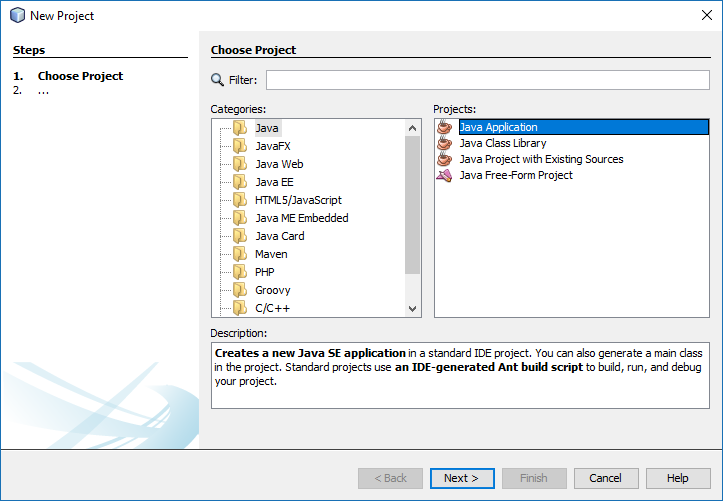 New Project
Steps
1. Choose Project
2. ...
Choose Project
Filter:
Categories:
Java
JavaFX
Java Web
Java EE
HTML5/JavaScript
Java ME Embedded
Java Card
Maven
PHP
Groovy
C/C++
Projects:
Java Application
Java Class Library
Java Project with Existing Sources
Java Free-Form Project
Description:
Creates a new Java SE application in a standard IDE project. You can also generate a main class
in the project. Standard projects use an IDE-generated Ant build script to build, run, and debug
your project.
< Back
Next >
Finish
Cancel
Help